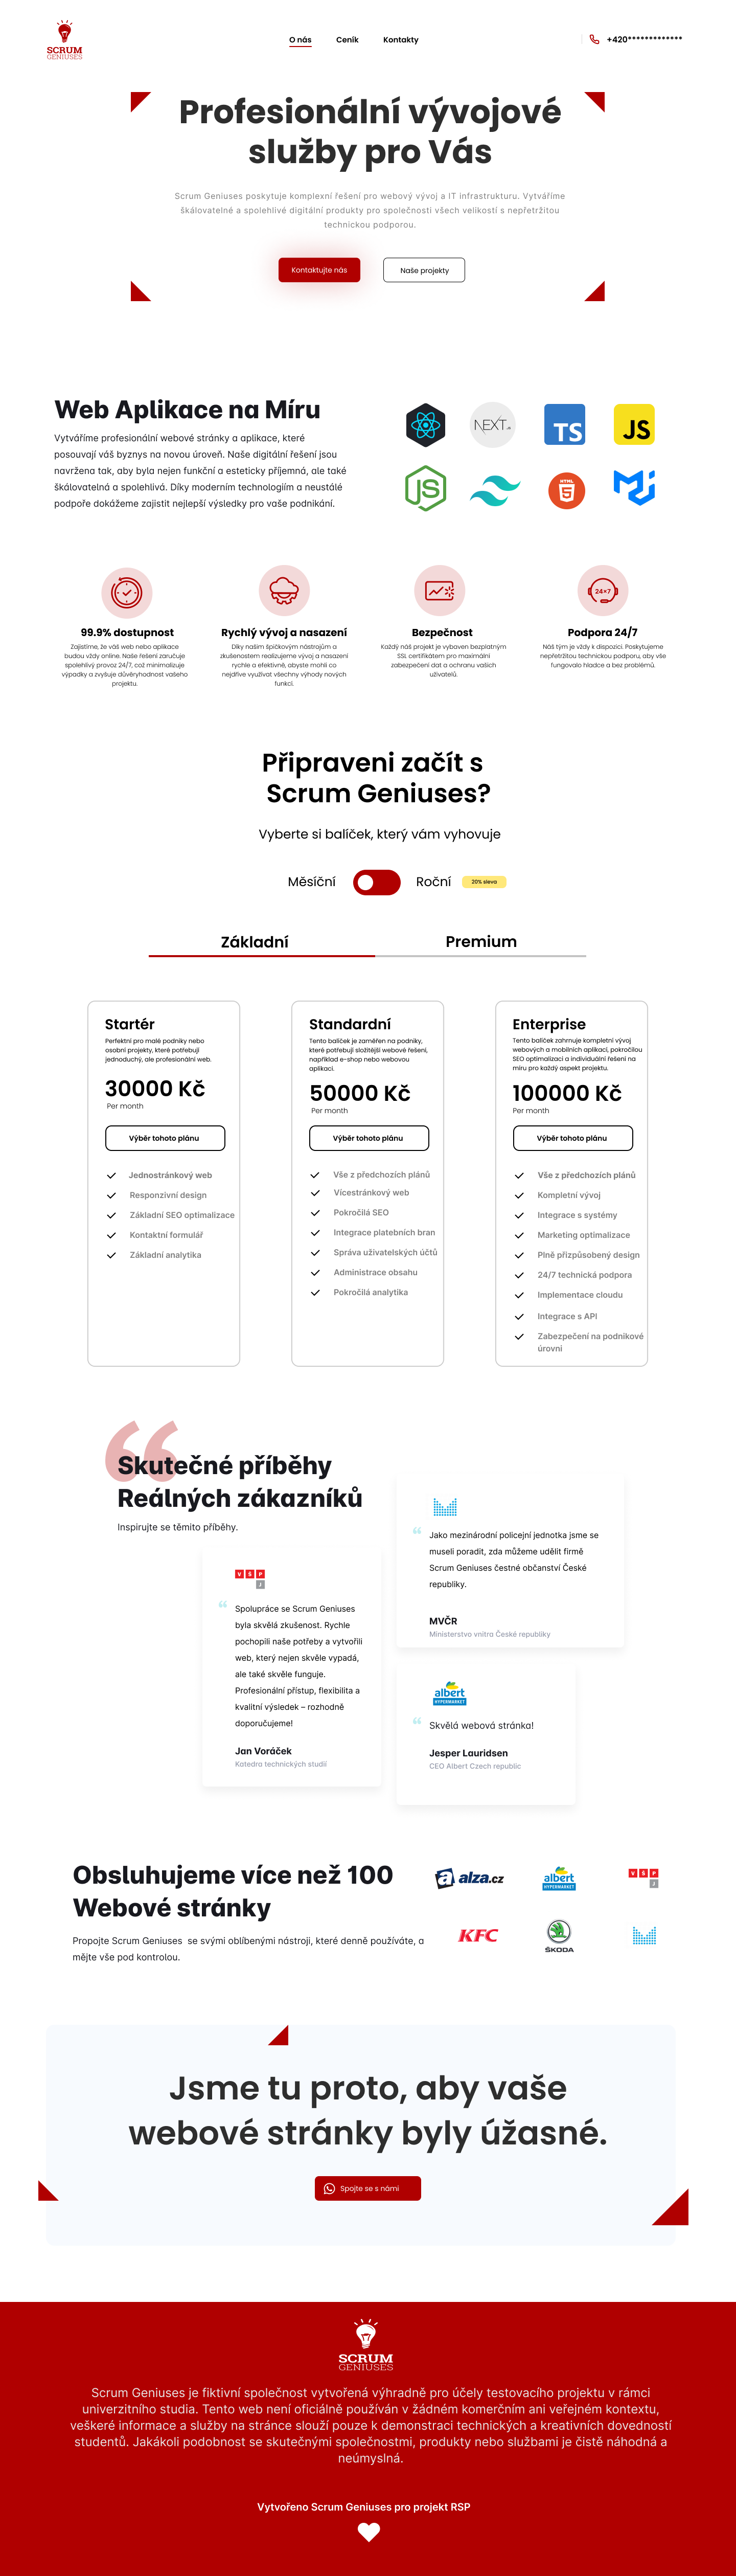 SCRUM
GENIUSES
O nás
Ceník
Kontakty
+420*************
Profesionální vývojové
služby pro Vás
Scrum Geniuses poskytuje komplexní řešení pro webový vývoj a IT infrastrukturu. Vytváříme
škálovatelné a spolehlivé digitální produkty pro společnosti všech velikostí s nepřetržitou
technickou podporou.
Kontaktujte nás
Naše projekty
Web Aplikace na Míru
Vytváříme profesionální webové stránky a aplikace, které
posouvají váš byznys na novou úroveň. Naše digitální řešení jsou
navržena tak, aby byla nejen funkční a esteticky příjemná, ale také
škálovatelná a spolehlivá. Díky moderním technologiím a neustálé
podpoře dokážeme zajistit nejlepší výsledky pro vaše podnikání.
NEXT.JS
TS
JS
JS
HTML
5
99.9% dostupnost
Zajistíme, že váš web nebo aplikace
budou vždy online. Naše řešení zaručuje
spolehlivý provoz 24/7, což minimalizuje
výpadky a zvyšuje důvěryhodnost vašeho
projektu.
Rychlý vývoj a nasazení
Díky našim špičkovým nástrojům a
zkušenostem realizujeme vývoj a nasazení
rychle a efektivně, abyste mohli co
nejdříve využívat všechny výhody nových
funkcí.
Bezpečnost
Každý náš projekt je vybaven bezplatným
SSL certifikátem pro maximální
zabezpečení dat a ochranu vašich
uživatelů.
24×7
Podpora 24/7
Náš tým je vždy k dispozici. Poskytujeme
nepřetržitou technickou podporu, aby vše
fungovalo hladce a bez problémů.
Připraveni začít s
Scrum Geniuses?
Vyberte si balíček, který vám vyhovuje
Měsíční
Roční
20% sleva
Základní
Premium
Startér
Perfektní pro malé podniky nebo
osobní projekty, které potřebují
jednoduchý, ale profesionální web.
30000 Kč
Per month
Výběr tohoto plánu
Jednostránkový web
Responzivní design
Základní SEO optimalizace
Kontaktní formulář
Základní analytika
Standardní
Tento balíček je zaměřen na podniky,
které potřebují složitější webové řešení,
například e-shop nebo webovou
aplikaci.
50000 Kč
Per month
Výběr tohoto plánu
Vše z předchozích plánů
Vícestránkový web
Pokročilá SEO
Integrace platebních bran
Správa uživatelských účtů
Administrace obsahu
Pokročilá analytika
Enterprise
Tento balíček zahrnuje kompletní vývoj
webových a mobilních aplikací, pokročilou
SEO optimalizaci a individuální řešení na
míru pro každý aspekt projektu.
100000 Kč
Per month
Výběr tohoto plánu
Vše z předchozích plánů
Kompletní vývoj
Integrace s systémy
Marketing optimalizace
Plně přizpůsobený design
24/7 technická podpora
Implementace cloudu
Integrace s API
Zabezpečení na podnikové
úrovni
Skutečné příběhy
Reálných zákazníků
Inspirujte se těmito příběhy.
V Š P
J
Spolupráce se Scrum Geniuses
byla skvělá zkušenost. Rychle
pochopili naše potřeby a vytvořili
web, který nejen skvěle vypadá,
ale také skvěle funguje.
Profesionální přístup, flexibilita a
kvalitní výsledek – rozhodně
doporučujeme!
Jan Voráček
Katedra technických studií
Jako mezinárodní policejní jednotka jsme se
museli poradit, zda můžeme udělit firmě
Scrum Geniuses čestné občanství České
republiky.
MVČR
Ministerstvo vnitra České republiky
albert
HYPERMARKET
Skvělá webová stránka!
Jesper Lauridsen
CEO Albert Czech republic
Obsluhujeme více než 100
Webové stránky
Propojte Scrum Geniuses se svými oblíbenými nástroji, které denně používáte, a
mějte vše pod kontrolou.
a alza.cz
albert
HYPERMARKET
V Š P
J
KFC
ŠKODA
Jsme tu proto, aby vaše
webové stránky byly úžasné.
Spojte se s námi
SCRUM
GENIUSES
Scrum Geniuses je fiktivní společnost vytvořená výhradně pro účely testovacího projektu v rámci
univerzitního studia. Tento web není oficiálně používán v žádném komerčním ani veřejném kontextu,
veškeré informace a služby na stránce slouží pouze k demonstraci technických a kreativních dovedností
studentů. Jakákoli podobnost se skutečnými společnostmi, produkty nebo službami je čistě náhodná a
neúmyslná.
Vytvořeno Scrum Geniuses pro projekt RSP